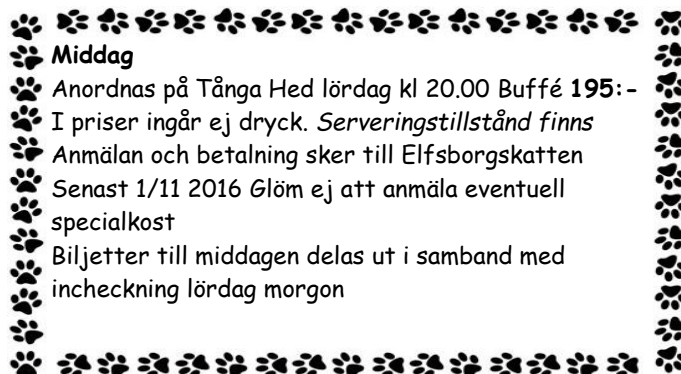 Middag
Anordnas på Tånga Hed lördag kl 20.00 Buffé 195:-
I priser ingår ej dryck. Serveringstillstånd finns
Anmälan och betalning sker till Elfsborgskatten
Senast 1/11 2016 Glöm ej att anmäla eventuell
specialkost
Biljetter till middagen delas ut i samband med
incheckning lördag morgon